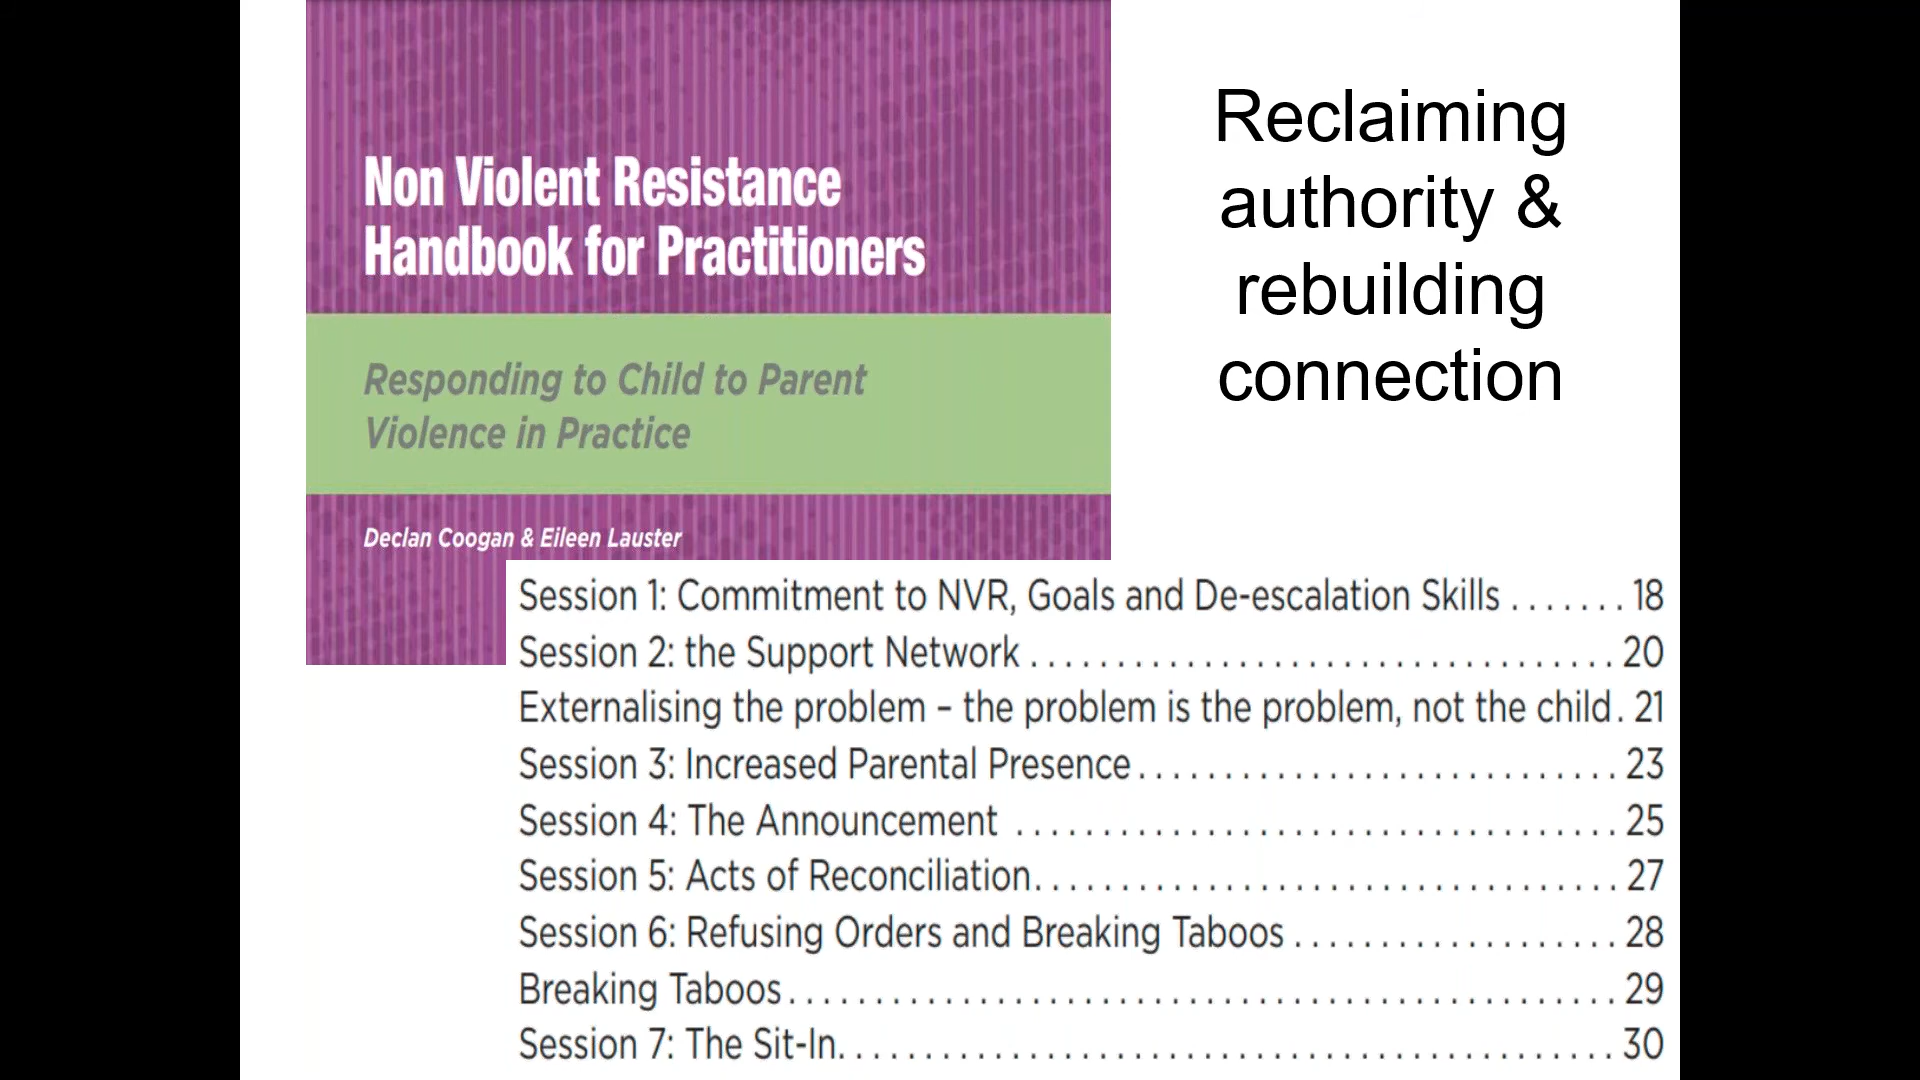 Non Violent Resistance
Handbook for Practitioners
Responding to Child to Parent
Violence in Practice
Declan Coogan & Eileen Lauster
Reclaiming
authority &
rebuilding
connection
Session 1: Commitment to NVR, Goals and De-escalation Skills . . . . . . . 18
Session 2: the Support Network . . . . . . . . . . . . . . . . . . . . . . . . . . . . . . . . 20
Externalising the problem – the problem is the problem, not the child . 21
Session 3: Increased Parental Presence . . . . . . . . . . . . . . . . . . . . . . . . . . 23
Session 4: The Announcement . . . . . . . . . . . . . . . . . . . . . . . . . . . . . . . . . 25
Session 5: Acts of Reconciliation . . . . . . . . . . . . . . . . . . . . . . . . . . . . . . . . 27
Session 6: Refusing Orders and Breaking Taboos . . . . . . . . . . . . . . . . . . 28
Breaking Taboos . . . . . . . . . . . . . . . . . . . . . . . . . . . . . . . . . . . . . . . . . . . . . 29
Session 7: The Sit-In. . . . . . . . . . . . . . . . . . . . . . . . . . . . . . . . . . . . . . . . . . . 30